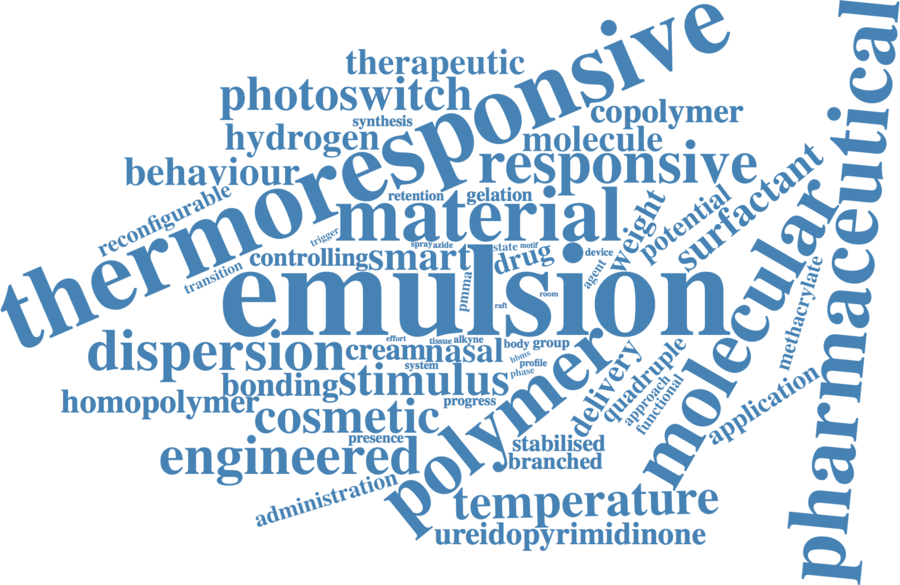 therapeutic
photoswitch
thermoresponsive
pharmaceutical
synthesis
copolymer
hydrogen
molecule
behaviour
responsive
reconfigurable
retention
gelation
material
weight
potential
surfactant
trigger
transition
controlling
smart
spray
azide
state
motif
drug
device
agent
pmma
emulsion
raft
room
molecular
methacrylate
dispersion
cream
effort
tissue
alkyne
nasal
body
group
system
hbms
profile
phase
polymer
delivery
quadruple
approach
functional
application
homopolymer
bonding
stimulus
progress
cosmetic
presence
engineered
stabilised
branched
administration
temperature
ureidopyrimidinone